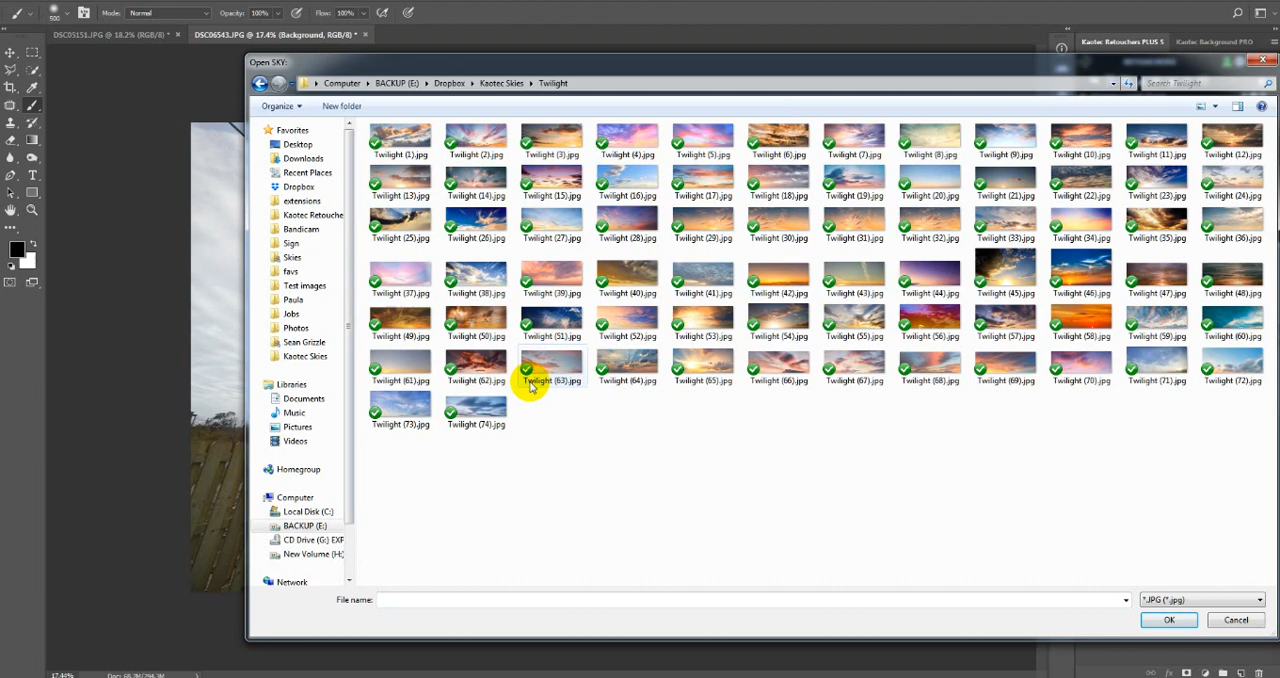 500
Mode: Normal
Opacity: 100%
Flow: 100%
DSC05151.JPG @ 18.2% (RGB/8) * ×
DSC06543.JPG @ 17.4% (Background, RGB/8) * ×
Kaotec Retouchers PLUS 5
Kaotec Background PRO
Open SKY:
Computer BACKUP (E:) Dropbox Kaotec Skies Twilight
Search Twilight
Organize
New folder
Favorites
Desktop
Downloads
Recent Places
Dropbox
extensions
Kaotec Retouche
Bandicam
Sign
Skies
favs
Test images
Paula
Jobs
Photos
Sean Grizzle
Kaotec Skies
Libraries
Documents
Music
Pictures
Videos
Homegroup
Computer
Local Disk (C:)
BACKUP (E:)
CD Drive (G:) EXP
New Volume (H:)
Network
Twilight (1).jpg Twilight (2).jpg Twilight (3).jpg Twilight (4).jpg Twilight (5).jpg Twilight (6).jpg Twilight (7).jpg Twilight (8).jpg Twilight (9).jpg Twilight (10).jpg Twilight (11).jpg Twilight (12).jpg
Twilight (13).jpg Twilight (14).jpg Twilight (15).jpg Twilight (16).jpg Twilight (17).jpg Twilight (18).jpg Twilight (19).jpg Twilight (20).jpg Twilight (21).jpg Twilight (22).jpg Twilight (23).jpg Twilight (24).jpg
Twilight (25).jpg Twilight (26).jpg Twilight (27).jpg Twilight (28).jpg Twilight (29).jpg Twilight (30).jpg Twilight (31).jpg Twilight (32).jpg Twilight (33).jpg Twilight (34).jpg Twilight (35).jpg Twilight (36).jpg
Twilight (37).jpg Twilight (38).jpg Twilight (39).jpg Twilight (40).jpg Twilight (41).jpg Twilight (42).jpg Twilight (43).jpg Twilight (44).jpg Twilight (45).jpg Twilight (46).jpg Twilight (47).jpg Twilight (48).jpg
Twilight (49).jpg Twilight (50).jpg Twilight (51).jpg Twilight (52).jpg Twilight (53).jpg Twilight (54).jpg Twilight (55).jpg Twilight (56).jpg Twilight (57).jpg Twilight (58).jpg Twilight (59).jpg Twilight (60).jpg
Twilight (61).jpg Twilight (62).jpg Twilight (63).jpg Twilight (64).jpg Twilight (65).jpg Twilight (66).jpg Twilight (67).jpg Twilight (68).jpg Twilight (69).jpg Twilight (70).jpg Twilight (71).jpg Twilight (72).jpg
Twilight (73).jpg Twilight (74).jpg
File name:
*.JPG (*.jpg)
OK
Cancel
17.44%
Doc: 68.7M/294.3M